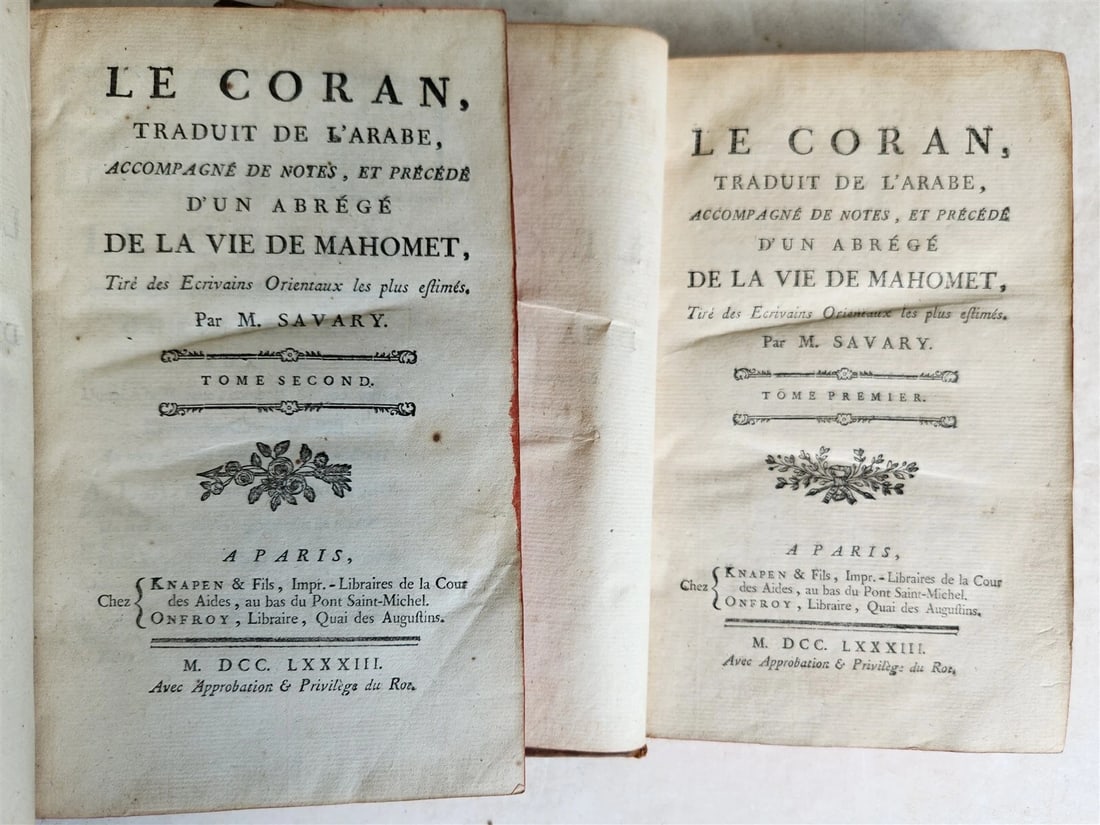 LE CORAN,
TRADUIT DE L'ARABE,
ACCOMPAGNÉ DE NOTES, ET PRÉCÉDÉ
D'UN ABRÉGÉ
DE LA VIE DE MAHOMET,
Tiré des Ecrivains Orientaux les plus eſtimés.
Par M. SAVARY.
TOME SECOND.
A PARIS,
Chez { KNAPEN & Fils, Impr.-Libraires de la Cour
des Aides, au bas du Pont Saint-Michel.
ONFROY, Libraire, Quai des Auguſtins.
M. DCC. LXXXIII.
Avec Approbation & Privilége du Roi.
LE CORAN,
TRADUIT DE L'ARABE,
ACCOMPAGNÉ DE NOTES, ET PRÉCÉDÉ
D'UN ABRÉGÉ
DE LA VIE DE MAHOMET,
Tiré des Ecrivains Orientaux les plus eſtimés.
Par M. SAVARY.
TOME PREMIER.
A PARIS,
Chez { KNAPEN & Fils, Impr.-Libraires de la Cour
des Aides, au bas du Pont Saint-Michel.
ONFROY, Libraire, Quai des Auguſtins.
M. DCC. LXXXIII.
Avec Approbation & Privilége du Roi.